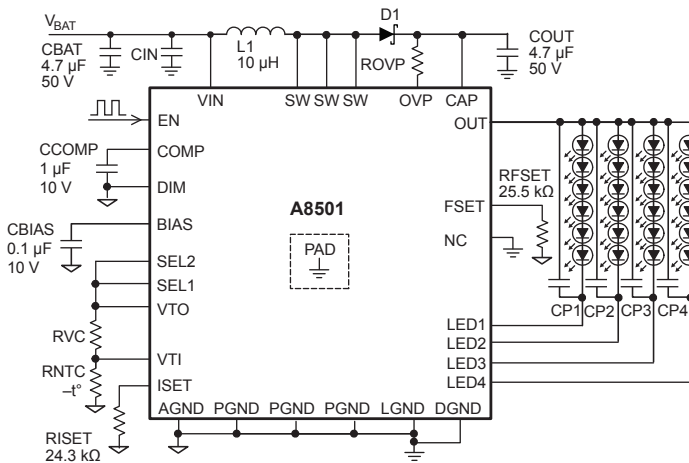 VBAT
CBAT
4.7 µF
50 V
CIN
L1
10 µH
D1
ROVP
COUT
4.7 µF
50 V
VIN
SW
SW
SW
OVP
CAP
EN
OUT
CCOMP
1 µF
10 V
COMP
DIM
RFSET
25.5 kΩ
A8501
FSET
CBIAS
0.1 µF
10 V
BIAS
PAD
NC
SEL2
SEL1
VTO
CP1
CP2
CP3
CP4
RVC
LED1
LED2
VTI
LED3
RNTC
–t°
ISET
LED4
AGND
PGND
PGND
PGND
LGND
DGND
RISET
24.3 kΩ